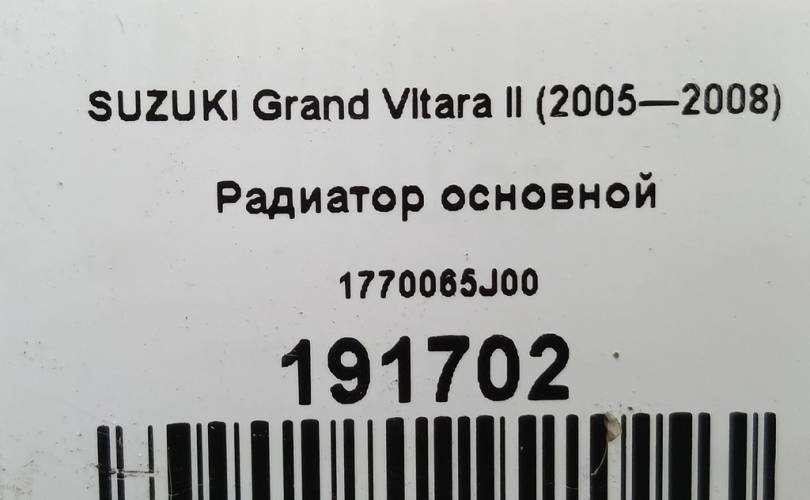 SUZUKI Grand Vitara II (2005—2008)
Радиатор основной
1770065J00
191702